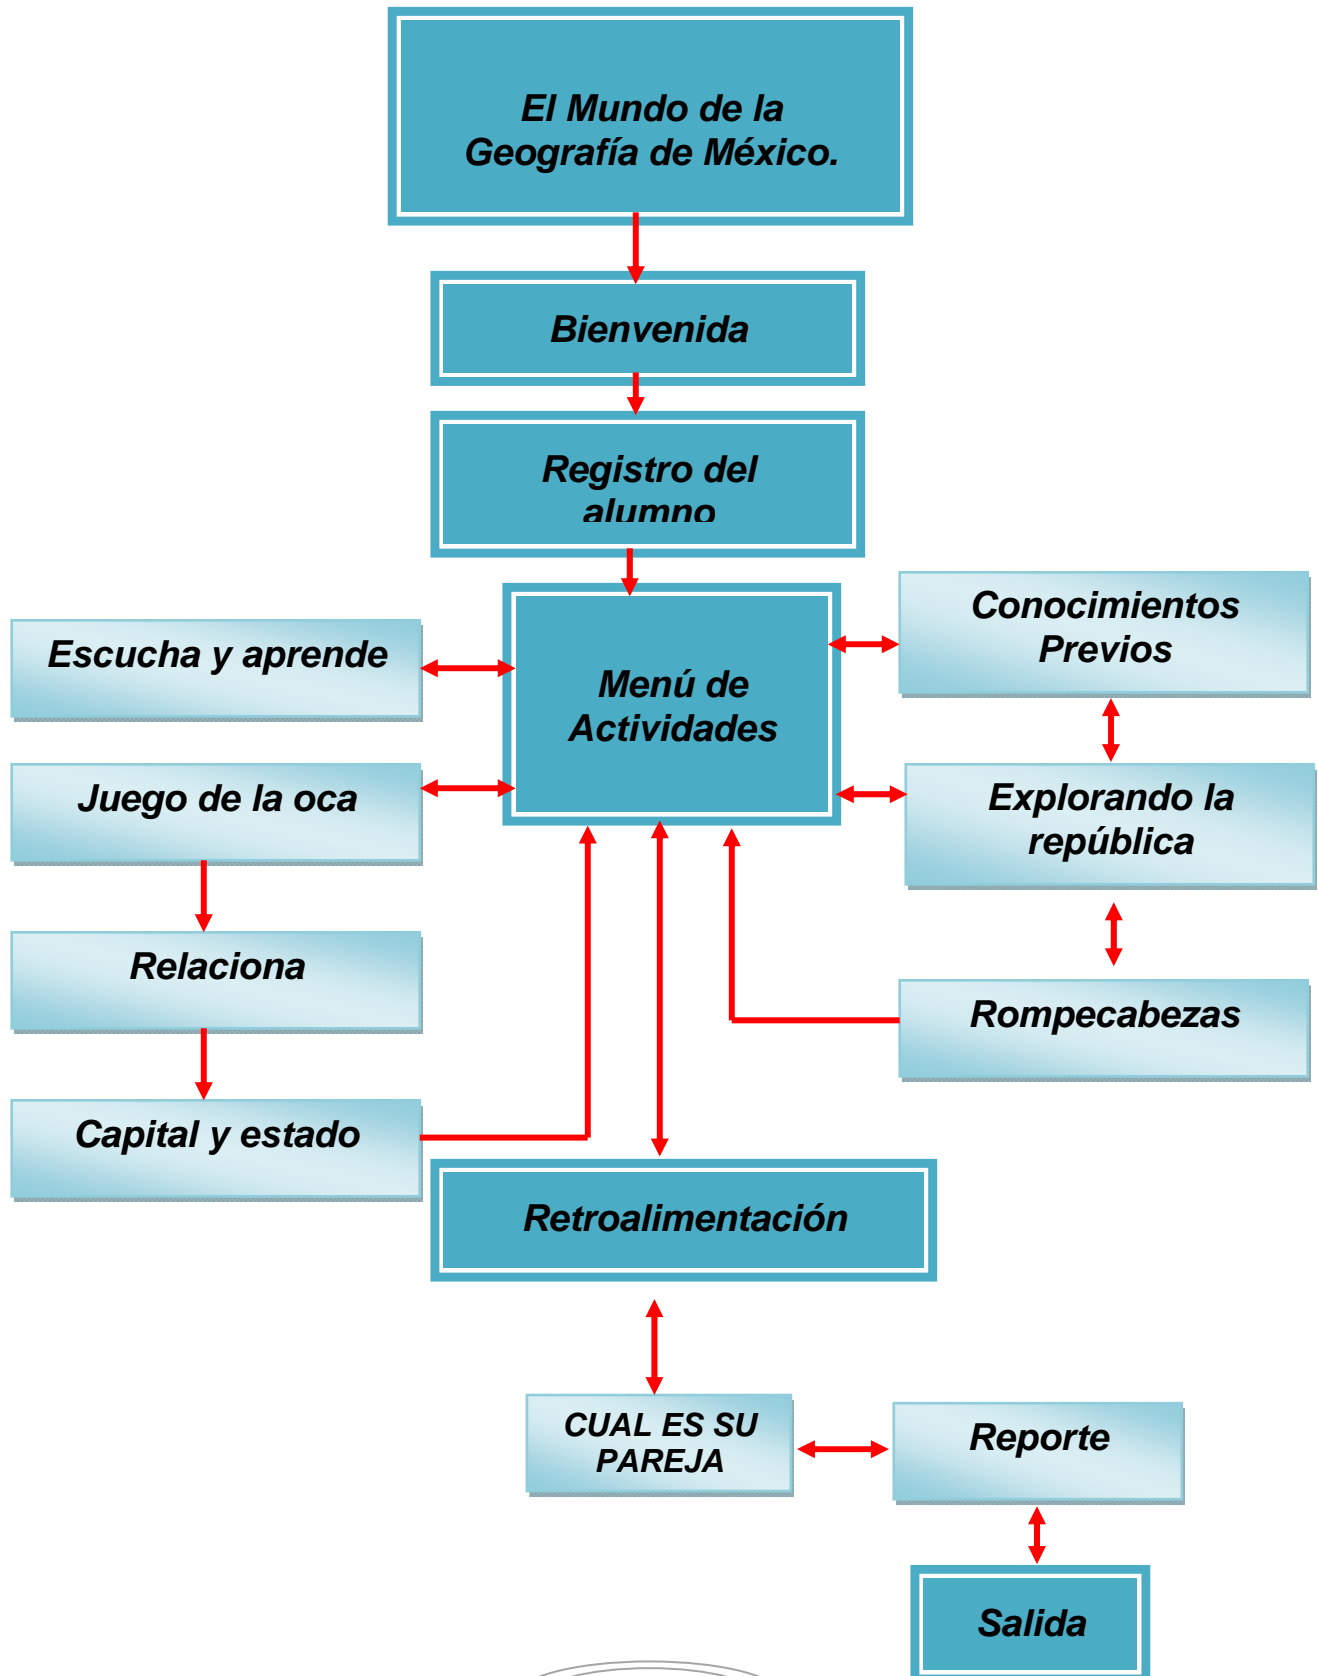 El Mundo de la
Geografía de México.
Bienvenida
Registro del
alumno
Menú de
Actividades
Escucha y aprende
Juego de la oca
Relaciona
Capital y estado
Conocimientos
Previos
Explorando la
república
Rompecabezas
Retroalimentación
CUAL ES SU
PAREJA
Reporte
Salida